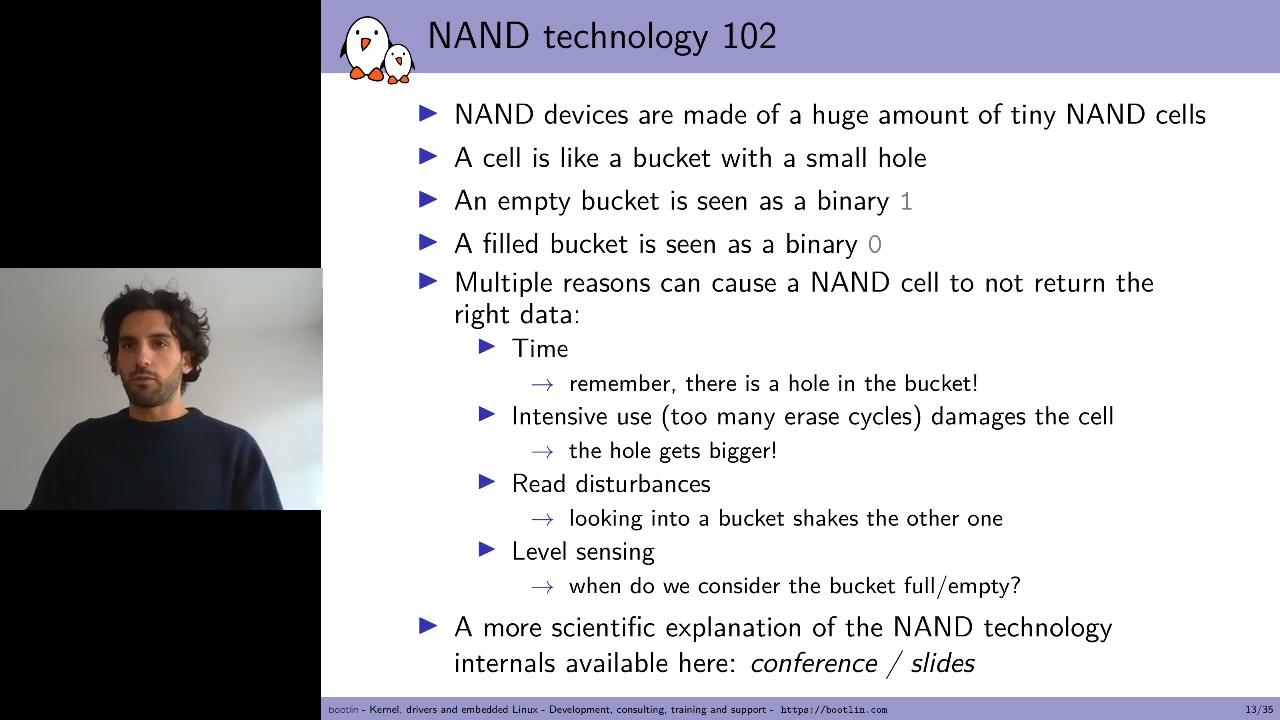 NAND technology 102
▶ NAND devices are made of a huge amount of tiny NAND cells
▶ A cell is like a bucket with a small hole
▶ An empty bucket is seen as a binary 1
▶ A filled bucket is seen as a binary 0
▶ Multiple reasons can cause a NAND cell to not return the
right data:
▶ Time
→ remember, there is a hole in the bucket!
▶ Intensive use (too many erase cycles) damages the cell
→ the hole gets bigger!
▶ Read disturbances
→ looking into a bucket shakes the other one
▶ Level sensing
→ when do we consider the bucket full/empty?
▶ A more scientific explanation of the NAND technology
internals available here: conference / slides
bootlin - Kernel, drivers and embedded Linux - Development, consulting, training and support - https://bootlin.com 13/35